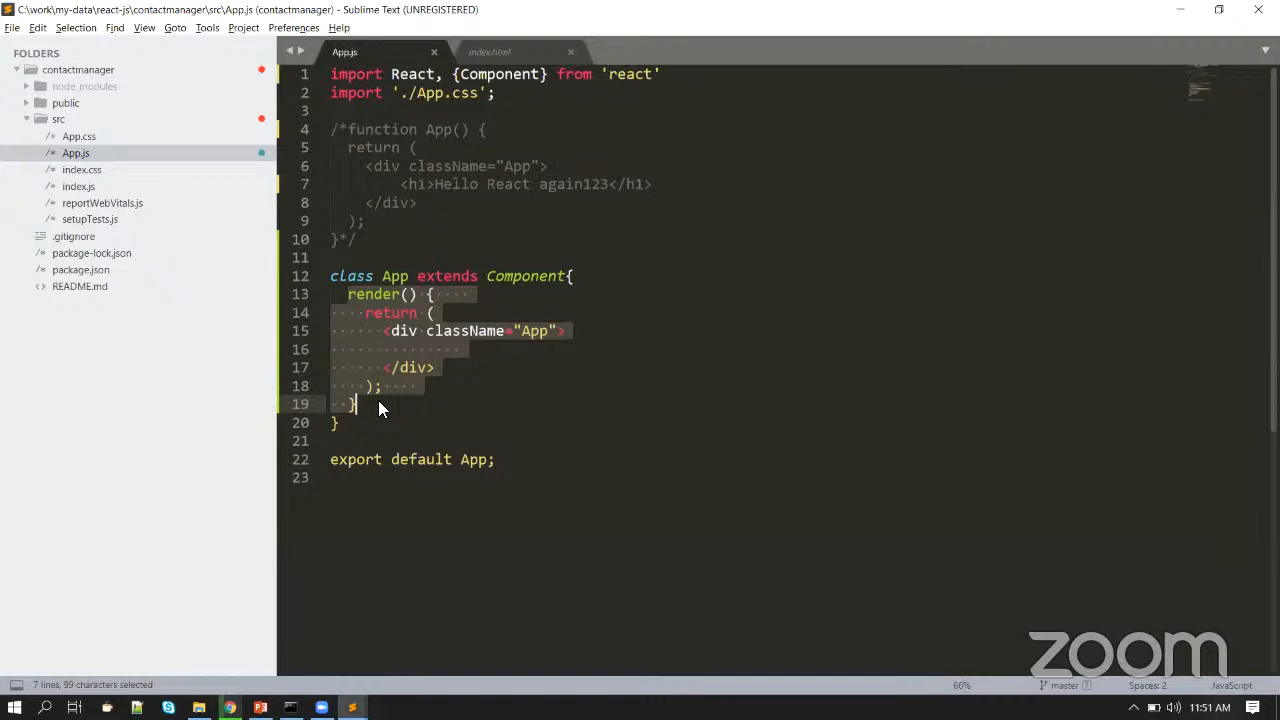 C:\work\my-data\react-js\contactmanager\src\App.js (contactmanager) - Sublime Text (UNREGISTERED)
File Edit Selection Find View Goto Tools Project Preferences Help
FOLDERS
contactmanager
node_modules
public
src
App.css
App.js
index.css
index.js
reportWebVitals.js
setupTests.js
.gitignore
package-lock.json
package.json
README.md
App.js index.html
1 import React, {Component} from 'react'
2 import './App.css';
3
4 /*function App() {
5 return (
6 <div className="App">
7 <h1>Hello React again123</h1>
8 </div>
9 );
10 }*/
11
12 class App extends Component{
13 render() {
14 return (
15 <div className="App">
16
17 </div>
18 );
19 }
20 }
21
22 export default App;
23
zoom
7 lines, 99 characters selected 66% master 3 Spaces: 2 JavaScript
11:51 AM